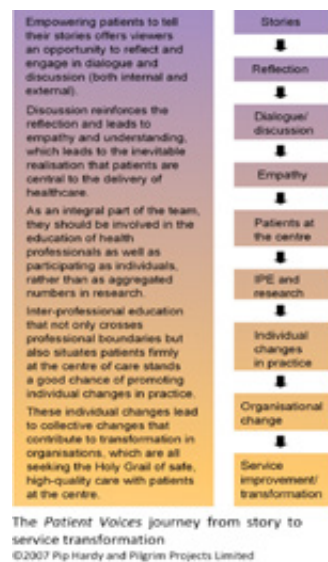 Empowering patients to tell
their stories offers viewers
an opportunity to reflect and
engage in dialogue and
discussion (both internal and
external).
Discussion reinforces the
reflection and leads to
empathy and understanding,
which leads to the inevitable
realisation that patients are
central to the delivery of
healthcare.
As an integral part of the team,
they should be involved in the
education of health
professionals as well as
participating as individuals,
rather than as aggregated
numbers in research.
Inter-professional education
that not only crosses
professional boundaries but
also situates patients firmly
at the centre of care stands
a good chance of promoting
individual changes in practice.
These individual changes lead
to collective changes that
contribute to transformation in
organisations, which are all
seeking the Holy Grail of safe,
high-quality care with patients
at the centre.
Stories
Reflection
Dialogue/
discussion
Empathy
Patients at
the centre
IPE and
research
Individual
changes
in practice
Organisational
change
Service
improvement/
transformation
The Patient Voices journey from story to
service transformation
©2007 Pip Hardy and Pilgrim Projects Limited